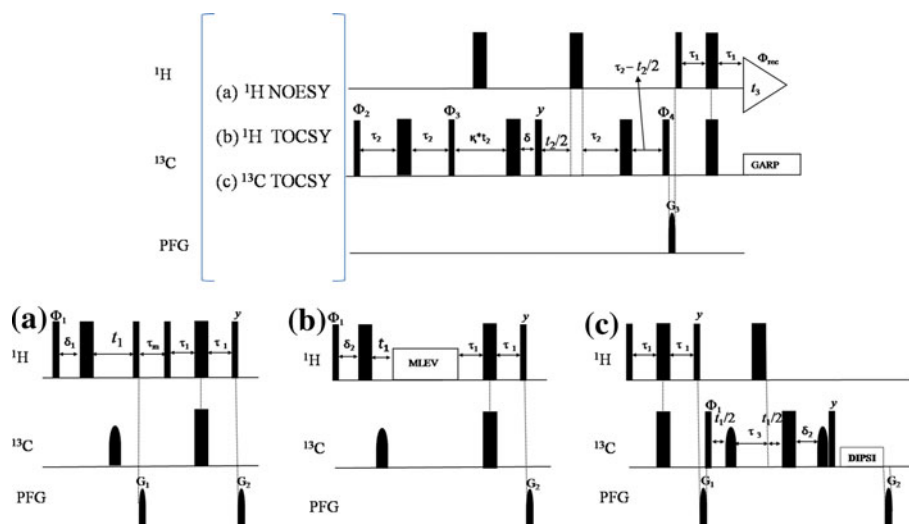 ¹H
(a) ¹H NOESY
(b) ¹H TOCSY
(c) ¹³C TOCSY
τ₂– t₂/2
τ₁ τ₁ Φrec
t₃
¹³C
Φ₂ τ₂ τ₂ Φ₃ κ*t₂ δ y t₂/2 τ₂ Φ₄
GARP
PFG
G₃
(a)
¹H
Φ₁ δ₁ t₁ τm τ₁ τ₁ y
¹³C
PFG
G₁ G₂
(b)
¹H
Φ₁ δ₂ t₁ MLEV τ₁ τ₁ y
¹³C
PFG
G₂
(c)
¹H
τ₁ τ₁ y
¹³C
Φ₁ t₁/2 τ₃ t₁/2 δ₂ y
DIPSI
PFG
G₁ G₂